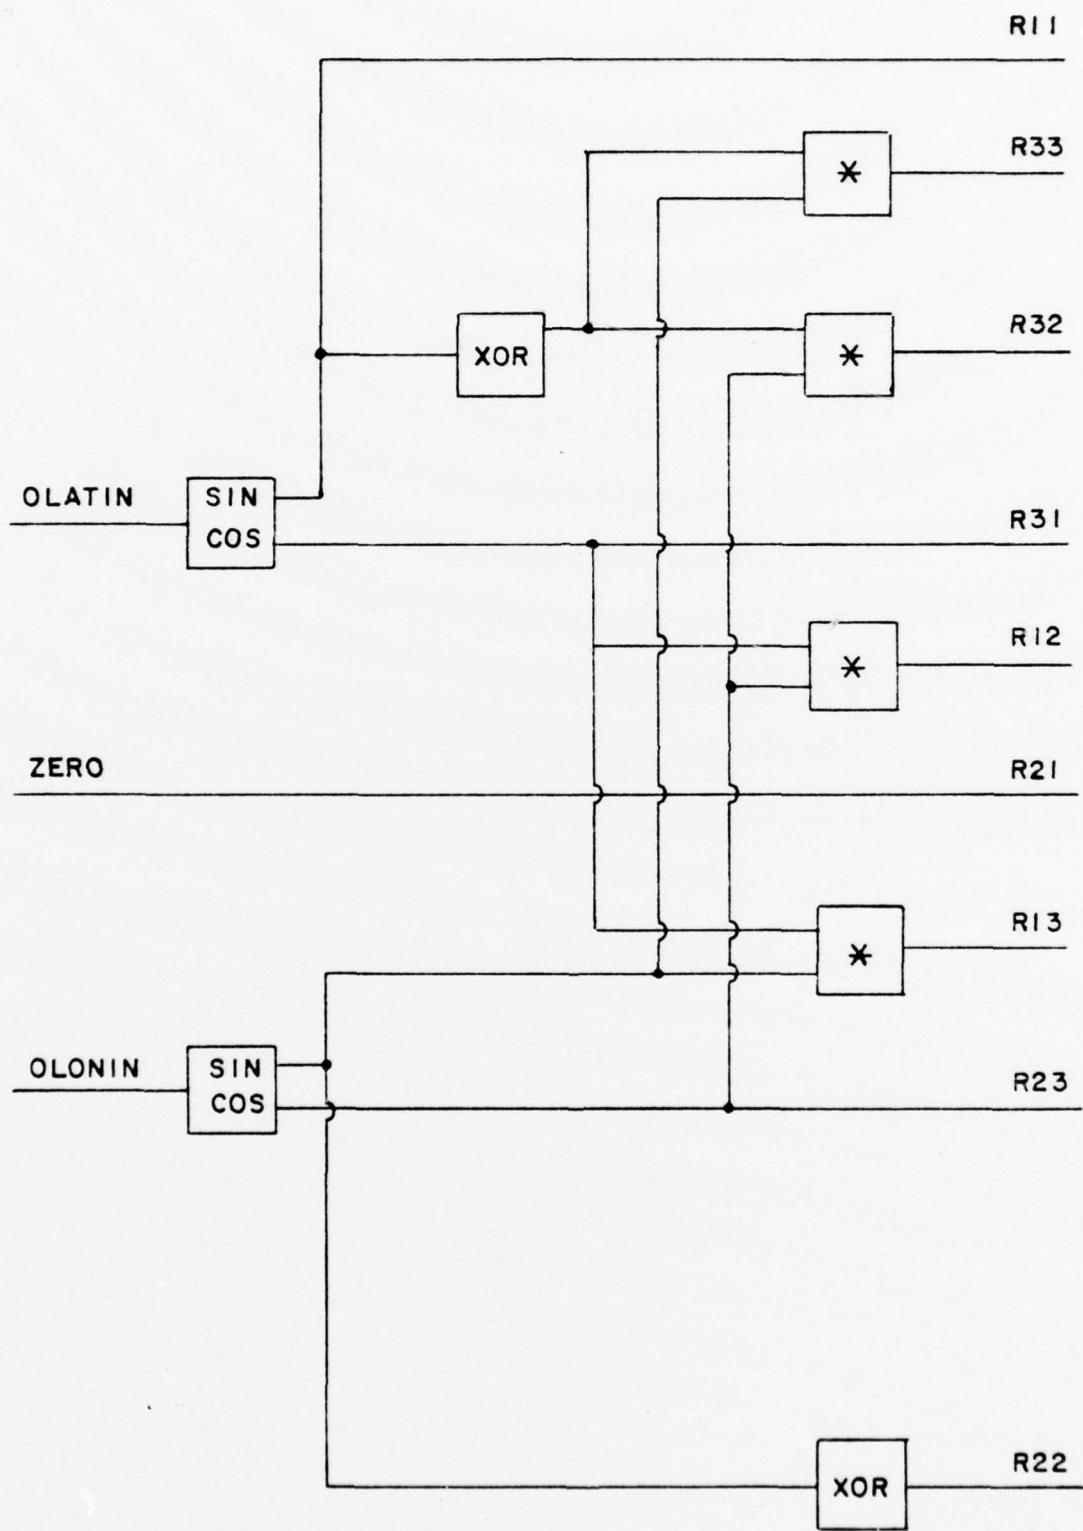 R11
R33
*
XOR
R32
*
OLATIN
SIN
COS
R31
R12
*
ZERO
R21
R13
*
OLONIN
SIN
COS
R23
R22
XOR